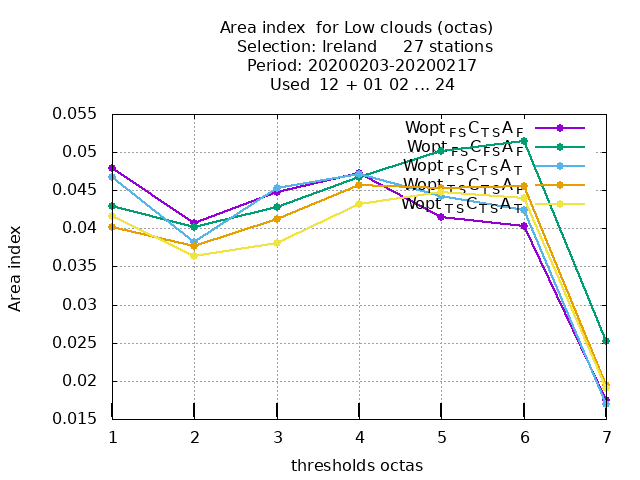 Area index  for Low clouds (octas)
Selection: Ireland     27 stations
Period: 20200203-20200217
Used  12 + 01 02 ... 24
0.055
0.05
0.045
0.04
0.035
0.03
0.025
0.02
0.015
Area index
Wopt FS C TS A F
Wopt FS C FS A F
Wopt FS C TS A T
Wopt TS C TS A F
Wopt TS C TS A T
1 2 3 4 5 6 7
thresholds octas